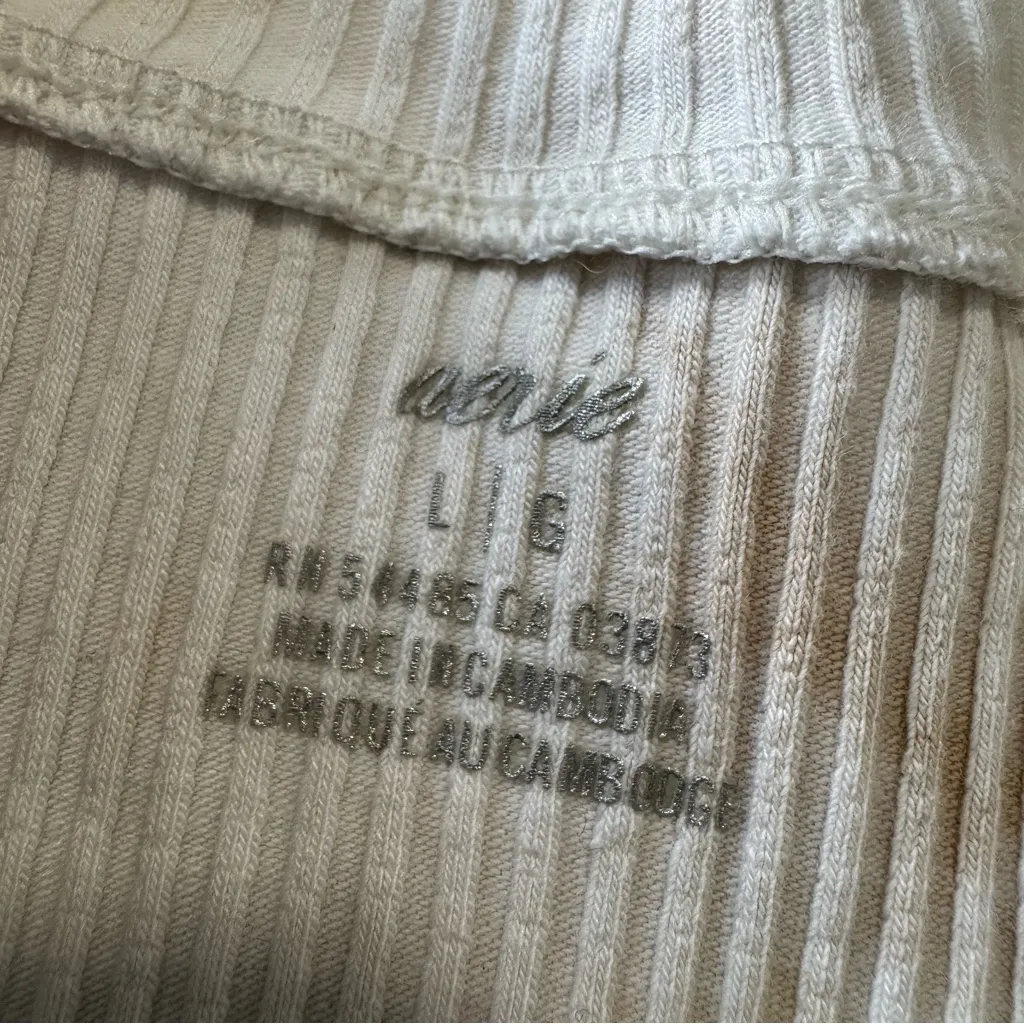 aerie
L | G
RN 54485 CA 03873
MADE IN CAMBODIA
FABRIQUÉ AU CAMBODGE